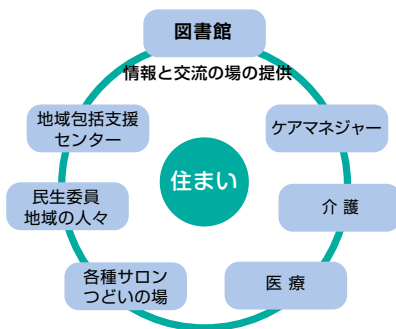 図書館
情報と交流の場の提供
地域包括支援
センター
ケアマネジャー
住まい
民生委員
地域の人々
介 護
各種サロン
つどいの場
医 療